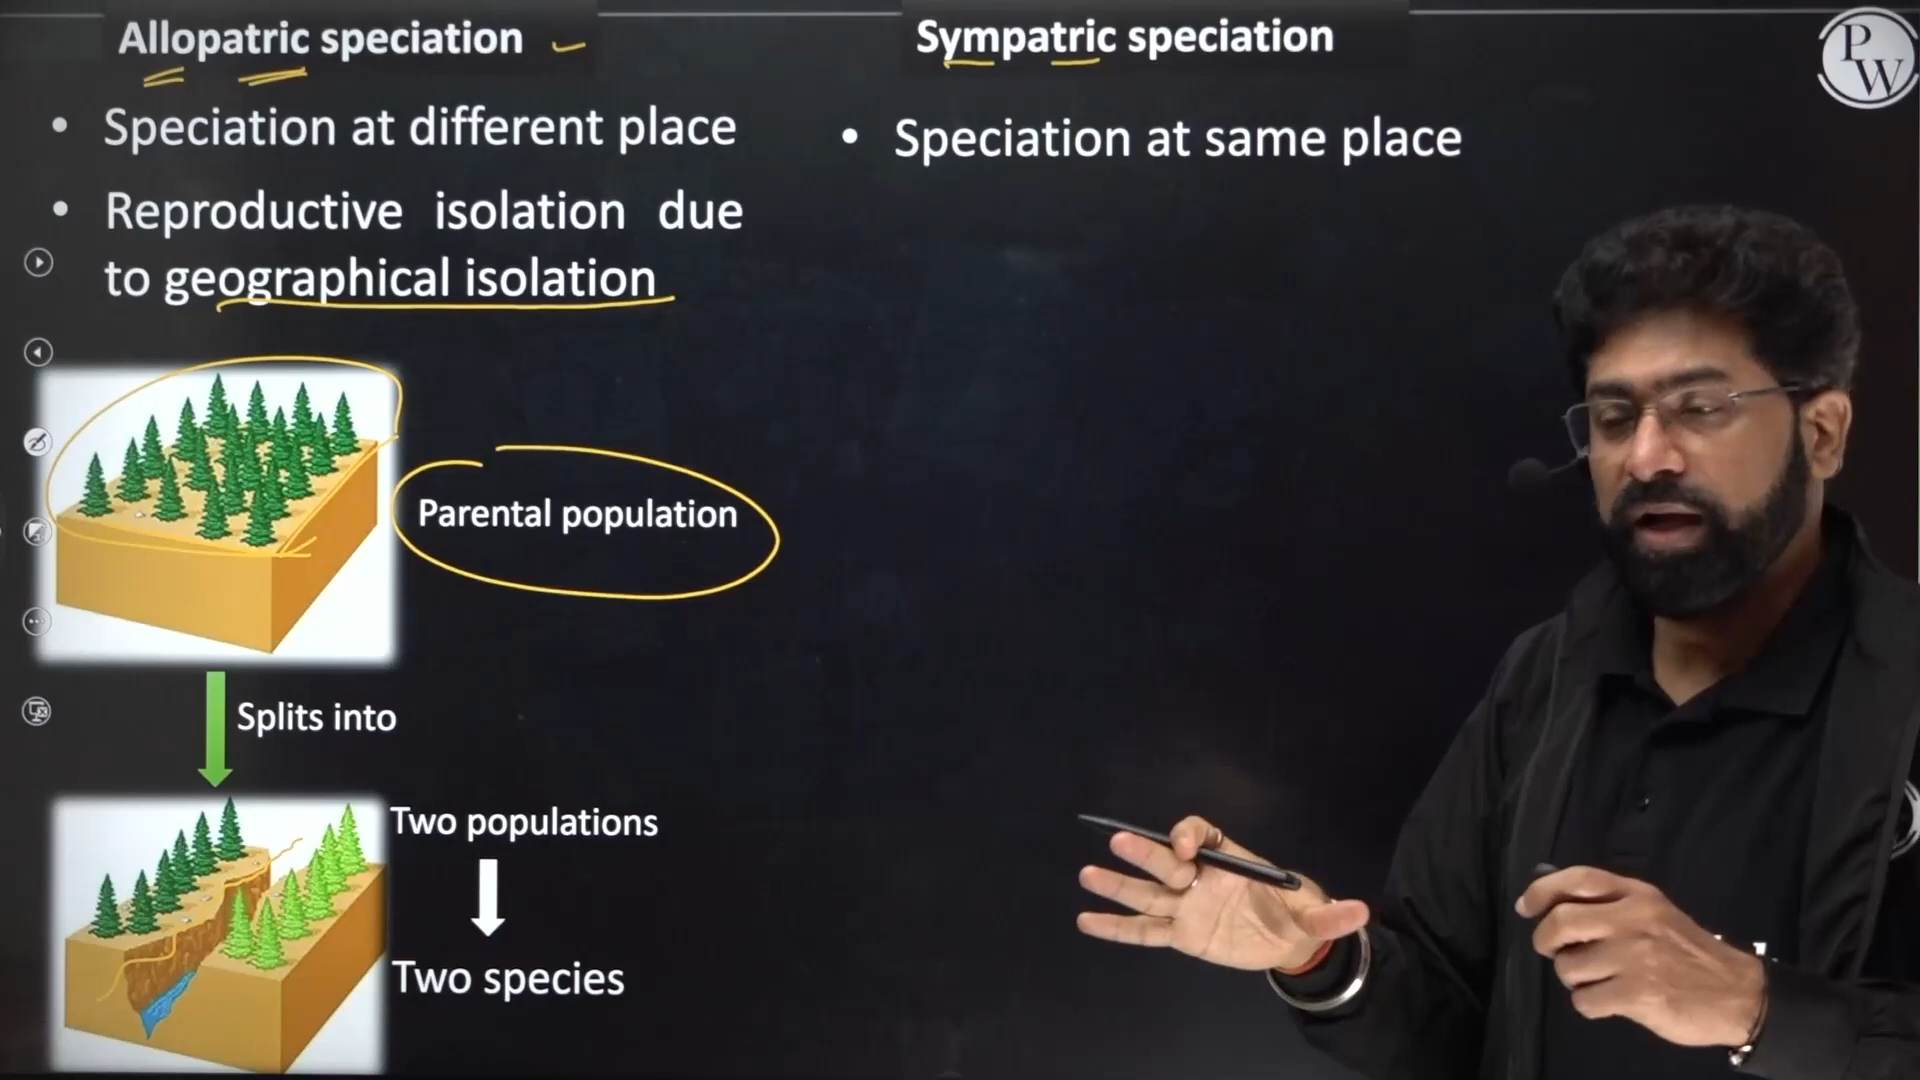 Allopatric speciation
• Speciation at different place
• Reproductive isolation due
to geographical isolation
Parental population
Splits into
Two populations
Two species
Sympatric speciation
• Speciation at same place
PW